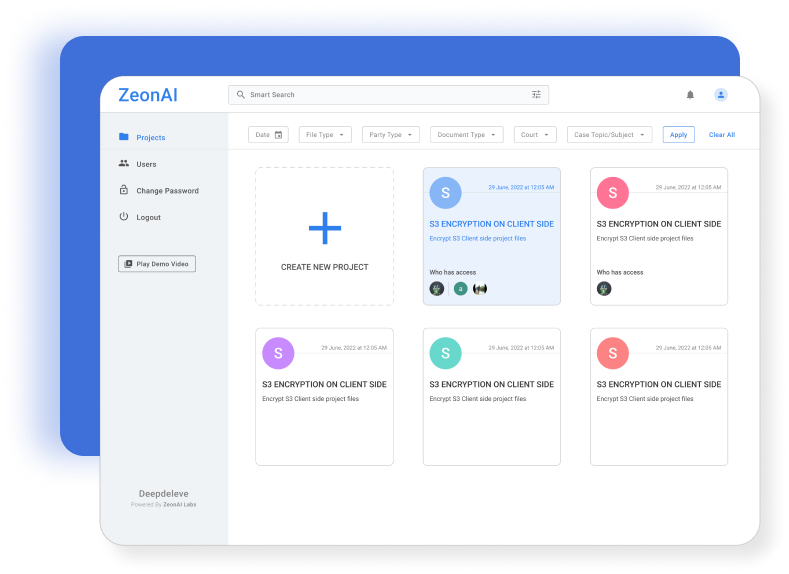 ZeonAI
Smart Search
Projects
Users
Change Password
Logout
Play Demo Video
Deepdeleve
Powered By ZeonAI Labs
Date
File Type
Party Type
Document Type
Court
Case Topic/Subject
Apply
Clear All
CREATE NEW PROJECT
S
29 June, 2022 at 12:05 AM
S3 ENCRYPTION ON CLIENT SIDE
Encrypt S3 Client side project files
Who has access
a
S
29 June, 2022 at 12:05 AM
S3 ENCRYPTION ON CLIENT SIDE
Encrypt S3 Client side project files
Who has access
S
29 June, 2022 at 12:05 AM
S3 ENCRYPTION ON CLIENT SIDE
Encrypt S3 Client side project files
S
29 June, 2022 at 12:05 AM
S3 ENCRYPTION ON CLIENT SIDE
Encrypt S3 Client side project files
S
29 June, 2022 at 12:05 AM
S3 ENCRYPTION ON CLIENT SIDE
Encrypt S3 Client side project files